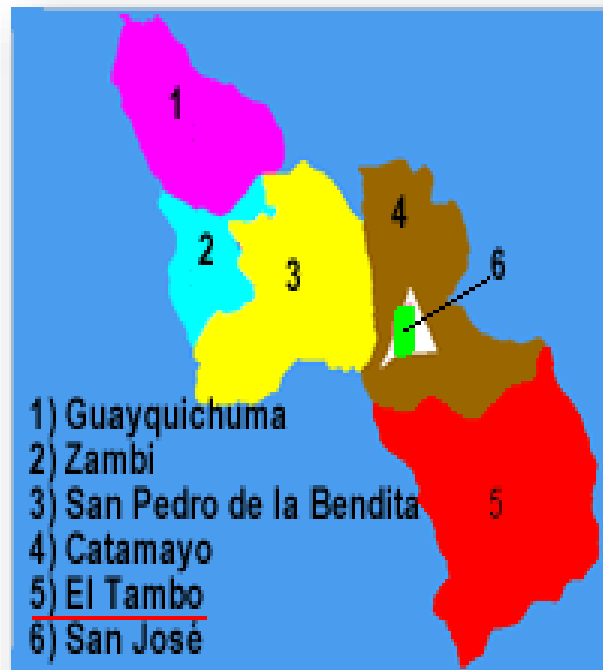 1
4
6
2
3
1) Guayquichuma
2) Zambi
3) San Pedro de la Bendita
5
4) Catamayo
5) El Tambo
6) San José